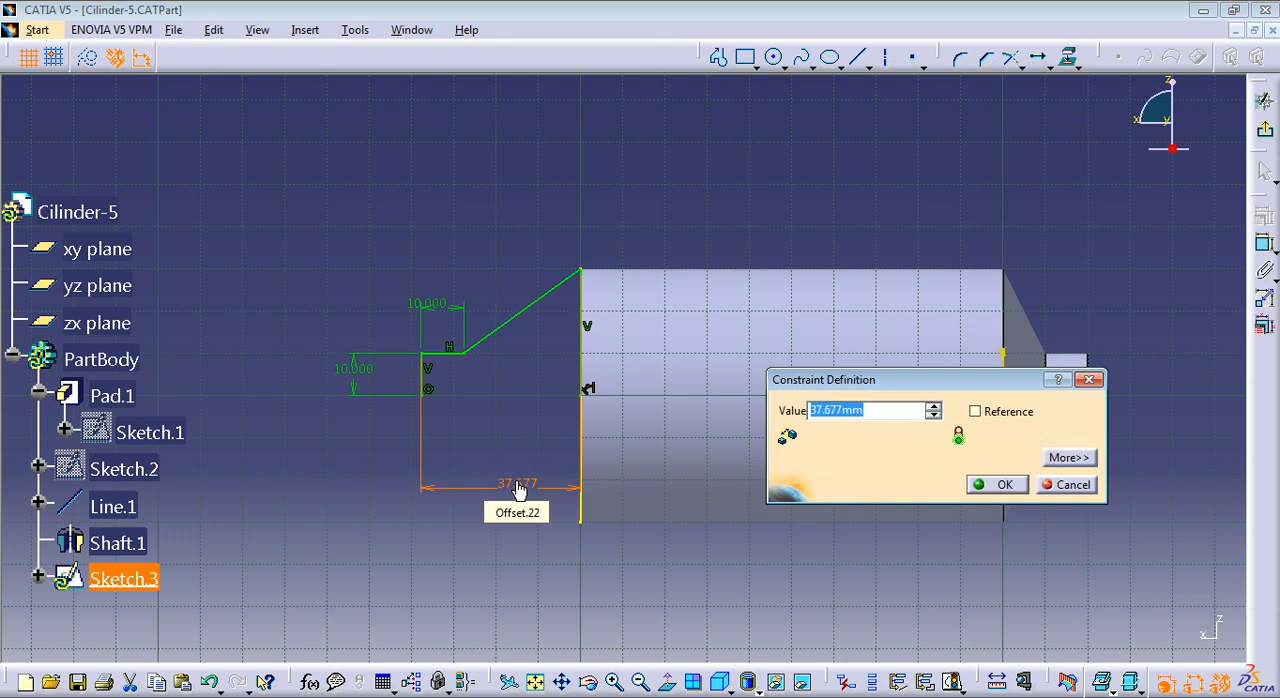 CATIA V5 - [Cilinder-5.CATPart]
Start ENOVIA V5 VPM File Edit View Insert Tools Window Help
z
x y
Cilinder-5
xy plane
yz plane
zx plane
PartBody
Pad.1
Sketch.1
Sketch.2
Line.1
Shaft.1
Sketch.3
10.000
H
V
10.000
V
Offset.22
Constraint Definition
Value 37.677mm
Reference
More>>
OK Cancel
z
x
f(x)
CATIA